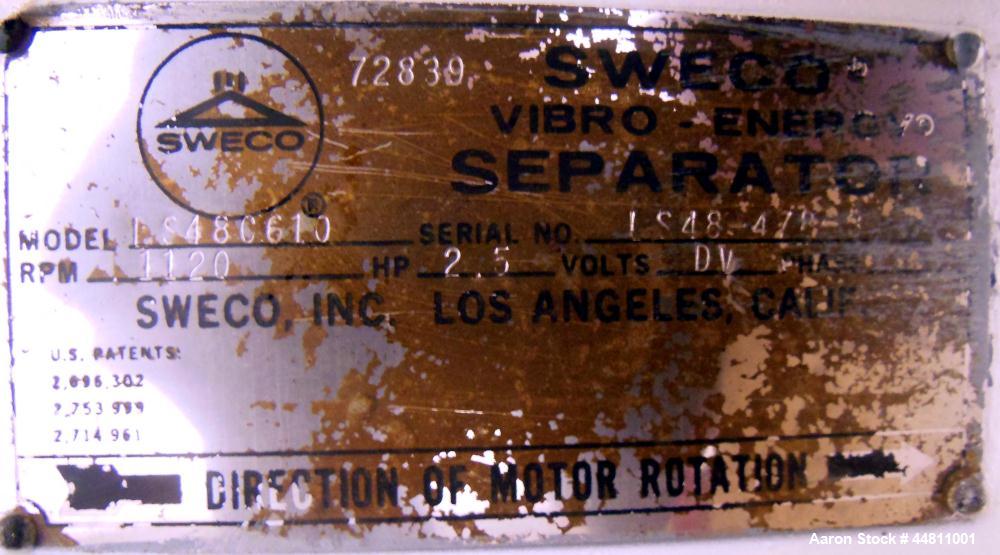 72839
SWECO
VIBRO - ENERGY
SEPARATOR
SWECO
®
MODEL LS48C610 SERIAL NO.
RPM 1120 HP 2.5 VOLTS DV PHASE
SWECO, INC. LOS ANGELES, CALIF.
U.S. PATENTS:
2,696,302
2,753,999
2,714,961
DIRECTION OF MOTOR ROTATION
Aaron Stock # 44811001